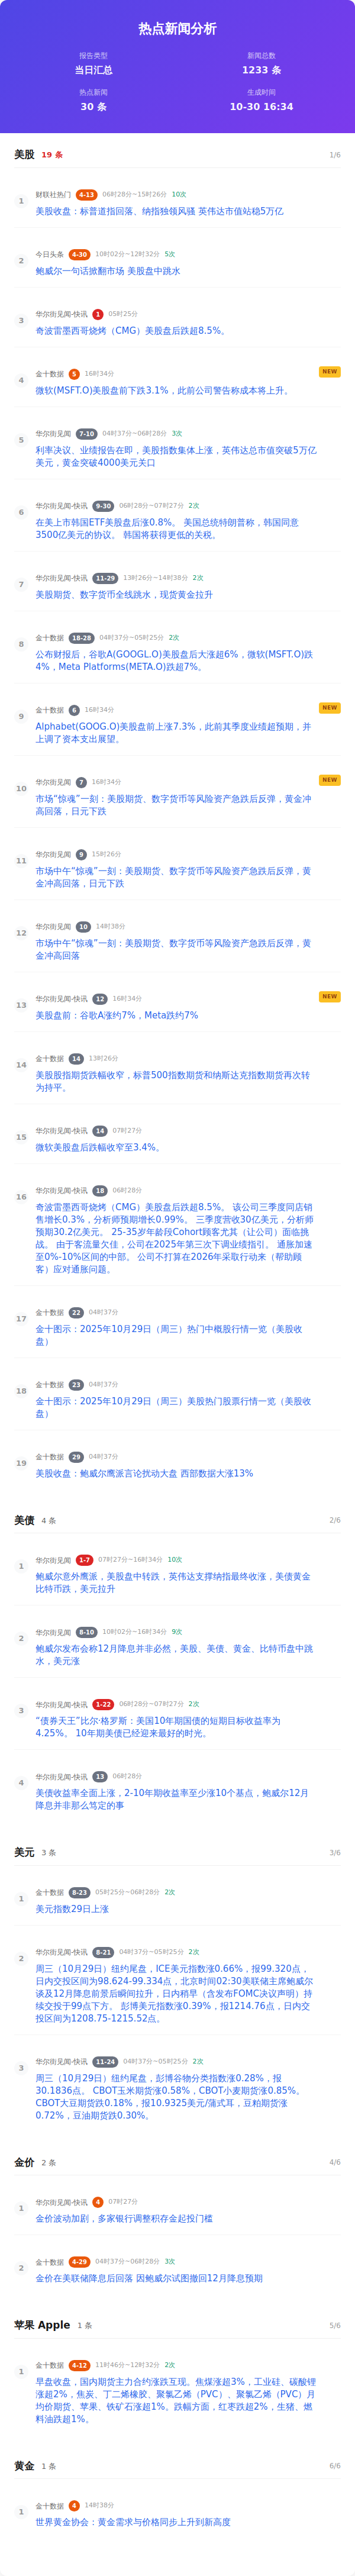 热点新闻分析
报告类型
新闻总数
当日汇总
1233 条
热点新闻
生成时间
30 条
10-30 16:34
美股 19 条 1/6
1
财联社热门 4-13 06时28分~15时26分 10次
美股收盘：标普道指回落、纳指独领风骚 英伟达市值站稳5万亿
2
今日头条 4-30 10时02分~12时32分 5次
鲍威尔一句话掀翻市场 美股盘中跳水
3
华尔街见闻-快讯 1 05时25分
奇波雷墨西哥烧烤（CMG）美股盘后跌超8.5%。
4
金十数据 5 16时34分 NEW
微软(MSFT.O)美股盘前下跌3.1%，此前公司警告称成本将上升。
5
华尔街见闻 7-10 04时37分~06时28分 3次
利率决议、业绩报告在即，美股指数集体上涨，英伟达总市值突破5万亿
美元，黄金突破4000美元关口
6
华尔街见闻-快讯 9-30 06时28分~07时27分 2次
在美上市韩国ETF美股盘后涨0.8%。 美国总统特朗普称，韩国同意
3500亿美元的协议。 韩国将获得更低的关税。
7
华尔街见闻-快讯 11-29 13时26分~14时38分 2次
美股期货、数字货币全线跳水，现货黄金拉升
8
金十数据 18-28 04时37分~05时25分 2次
公布财报后，谷歌A(GOOGL.O)美股盘后大涨超6%，微软(MSFT.O)跌
4%，Meta Platforms(META.O)跌超7%。
9
金十数据 6 16时34分 NEW
Alphabet(GOOG.O)美股盘前上涨7.3%，此前其季度业绩超预期，并
上调了资本支出展望。
10
华尔街见闻 7 16时34分 NEW
市场“惊魂”一刻：美股期货、数字货币等风险资产急跌后反弹，黄金冲
高回落，日元下跌
11
华尔街见闻 9 15时26分
市场中午“惊魂”一刻：美股期货、数字货币等风险资产急跌后反弹，黄
金冲高回落，日元下跌
12
华尔街见闻 10 14时38分
市场中午“惊魂”一刻：美股期货、数字货币等风险资产急跌后反弹，黄
金冲高回落
13
华尔街见闻-快讯 12 16时34分 NEW
美股盘前：谷歌A涨约7%，Meta跌约7%
14
金十数据 14 13时26分
美股股指期货跌幅收窄，标普500指数期货和纳斯达克指数期货再次转
为持平。
15
华尔街见闻-快讯 14 07时27分
微软美股盘后跌幅收窄至3.4%。
16
华尔街见闻-快讯 18 06时28分
奇波雷墨西哥烧烤（CMG）美股盘后跌超8.5%。 该公司三季度同店销
售增长0.3%，分析师预期增长0.99%。 三季度营收30亿美元，分析师
预期30.2亿美元。 25-35岁年龄段Cohort顾客尤其（让公司）面临挑
战。 由于客流量欠佳，公司在2025年第三次下调业绩指引。 通胀加速
至0%-10%区间的中部。 公司不打算在2026年采取行动来（帮助顾
客）应对通胀问题。
17
金十数据 22 04时37分
金十图示：2025年10月29日（周三）热门中概股行情一览（美股收
盘）
18
金十数据 23 04时37分
金十图示：2025年10月29日（周三）美股热门股票行情一览（美股收
盘）
19
金十数据 29 04时37分
美股收盘：鲍威尔鹰派言论扰动大盘 西部数据大涨13%
美债 4 条 2/6
1
华尔街见闻 1-7 07时27分~16时34分 10次
鲍威尔意外鹰派，美股盘中转跌，英伟达支撑纳指最终收涨，美债黄金
比特币跌，美元拉升
2
华尔街见闻 8-10 10时02分~16时34分 9次
鲍威尔发布会称12月降息并非必然，美股、美债、黄金、比特币盘中跳
水，美元涨
3
华尔街见闻-快讯 1-22 06时28分~07时27分 2次
“债券天王”比尔·格罗斯：美国10年期国债的短期目标收益率为
4.25%。 10年期美债已经迎来最好的时光。
4
华尔街见闻-快讯 13 06时28分
美债收益率全面上涨，2-10年期收益率至少涨10个基点，鲍威尔12月
降息并非那么笃定的事
美元 3 条 3/6
1
金十数据 8-23 05时25分~06时28分 2次
美元指数29日上涨
2
华尔街见闻-快讯 8-21 04时37分~05时25分 2次
周三（10月29日）纽约尾盘，ICE美元指数涨0.66%，报99.320点，
日内交投区间为98.624-99.334点，北京时间02:30美联储主席鲍威尔
谈及12月降息前景后瞬间拉升，日内稍早（含发布FOMC决议声明）持
续交投于99点下方。 彭博美元指数涨0.39%，报1214.76点，日内交
投区间为1208.75-1215.52点。
3
华尔街见闻-快讯 11-24 04时37分~05时25分 2次
周三（10月29日）纽约尾盘，彭博谷物分类指数涨0.28%，报
30.1836点。 CBOT玉米期货涨0.58%，CBOT小麦期货涨0.85%。
CBOT大豆期货跌0.18%，报10.9325美元/蒲式耳，豆粕期货涨
0.72%，豆油期货跌0.30%。
金价 2 条 4/6
1
华尔街见闻-快讯 4 07时27分
金价波动加剧，多家银行调整积存金起投门槛
2
金十数据 4-29 04时37分~06时28分 3次
金价在美联储降息后回落 因鲍威尔试图撤回12月降息预期
苹果 Apple 1 条 5/6
1
金十数据 4-12 11时46分~12时32分 2次
早盘收盘，国内期货主力合约涨跌互现。焦煤涨超3%，工业硅、碳酸锂
涨超2%，焦炭、丁二烯橡胶、聚氯乙烯（PVC）、聚氯乙烯（PVC）月
均价期货、苹果、铁矿石涨超1%。跌幅方面，红枣跌超2%，生猪、燃
料油跌超1%。
黄金 1 条 6/6
1
金十数据 4 14时38分
世界黄金协会：黄金需求与价格同步上升到新高度